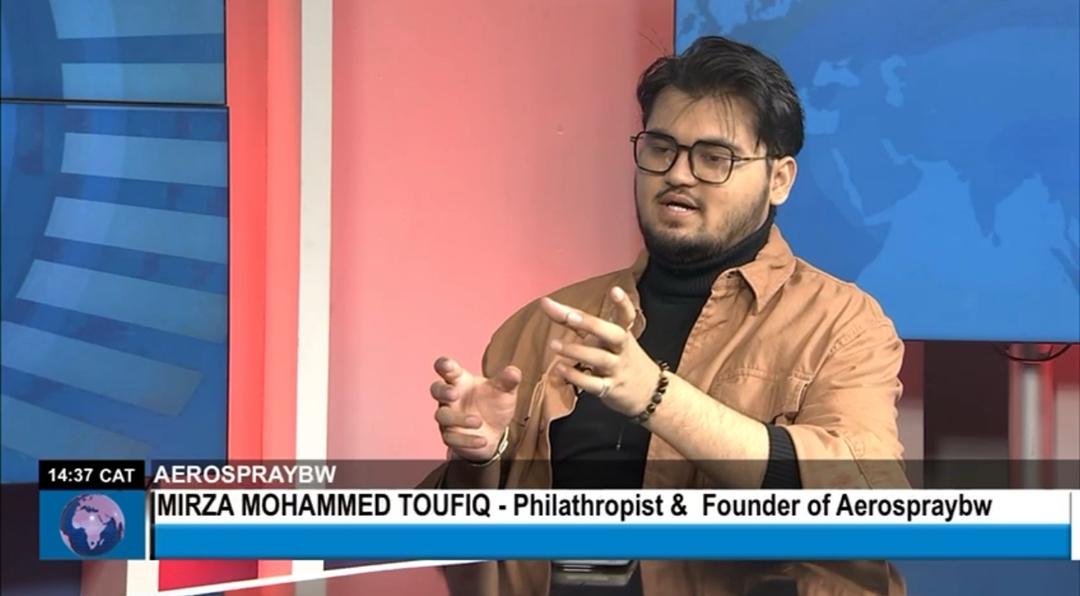 14:37 CAT AEROSPRAYBW
MIRZA MOHAMMED TOUFIQ - Philathropist & Founder of Aerospraybw